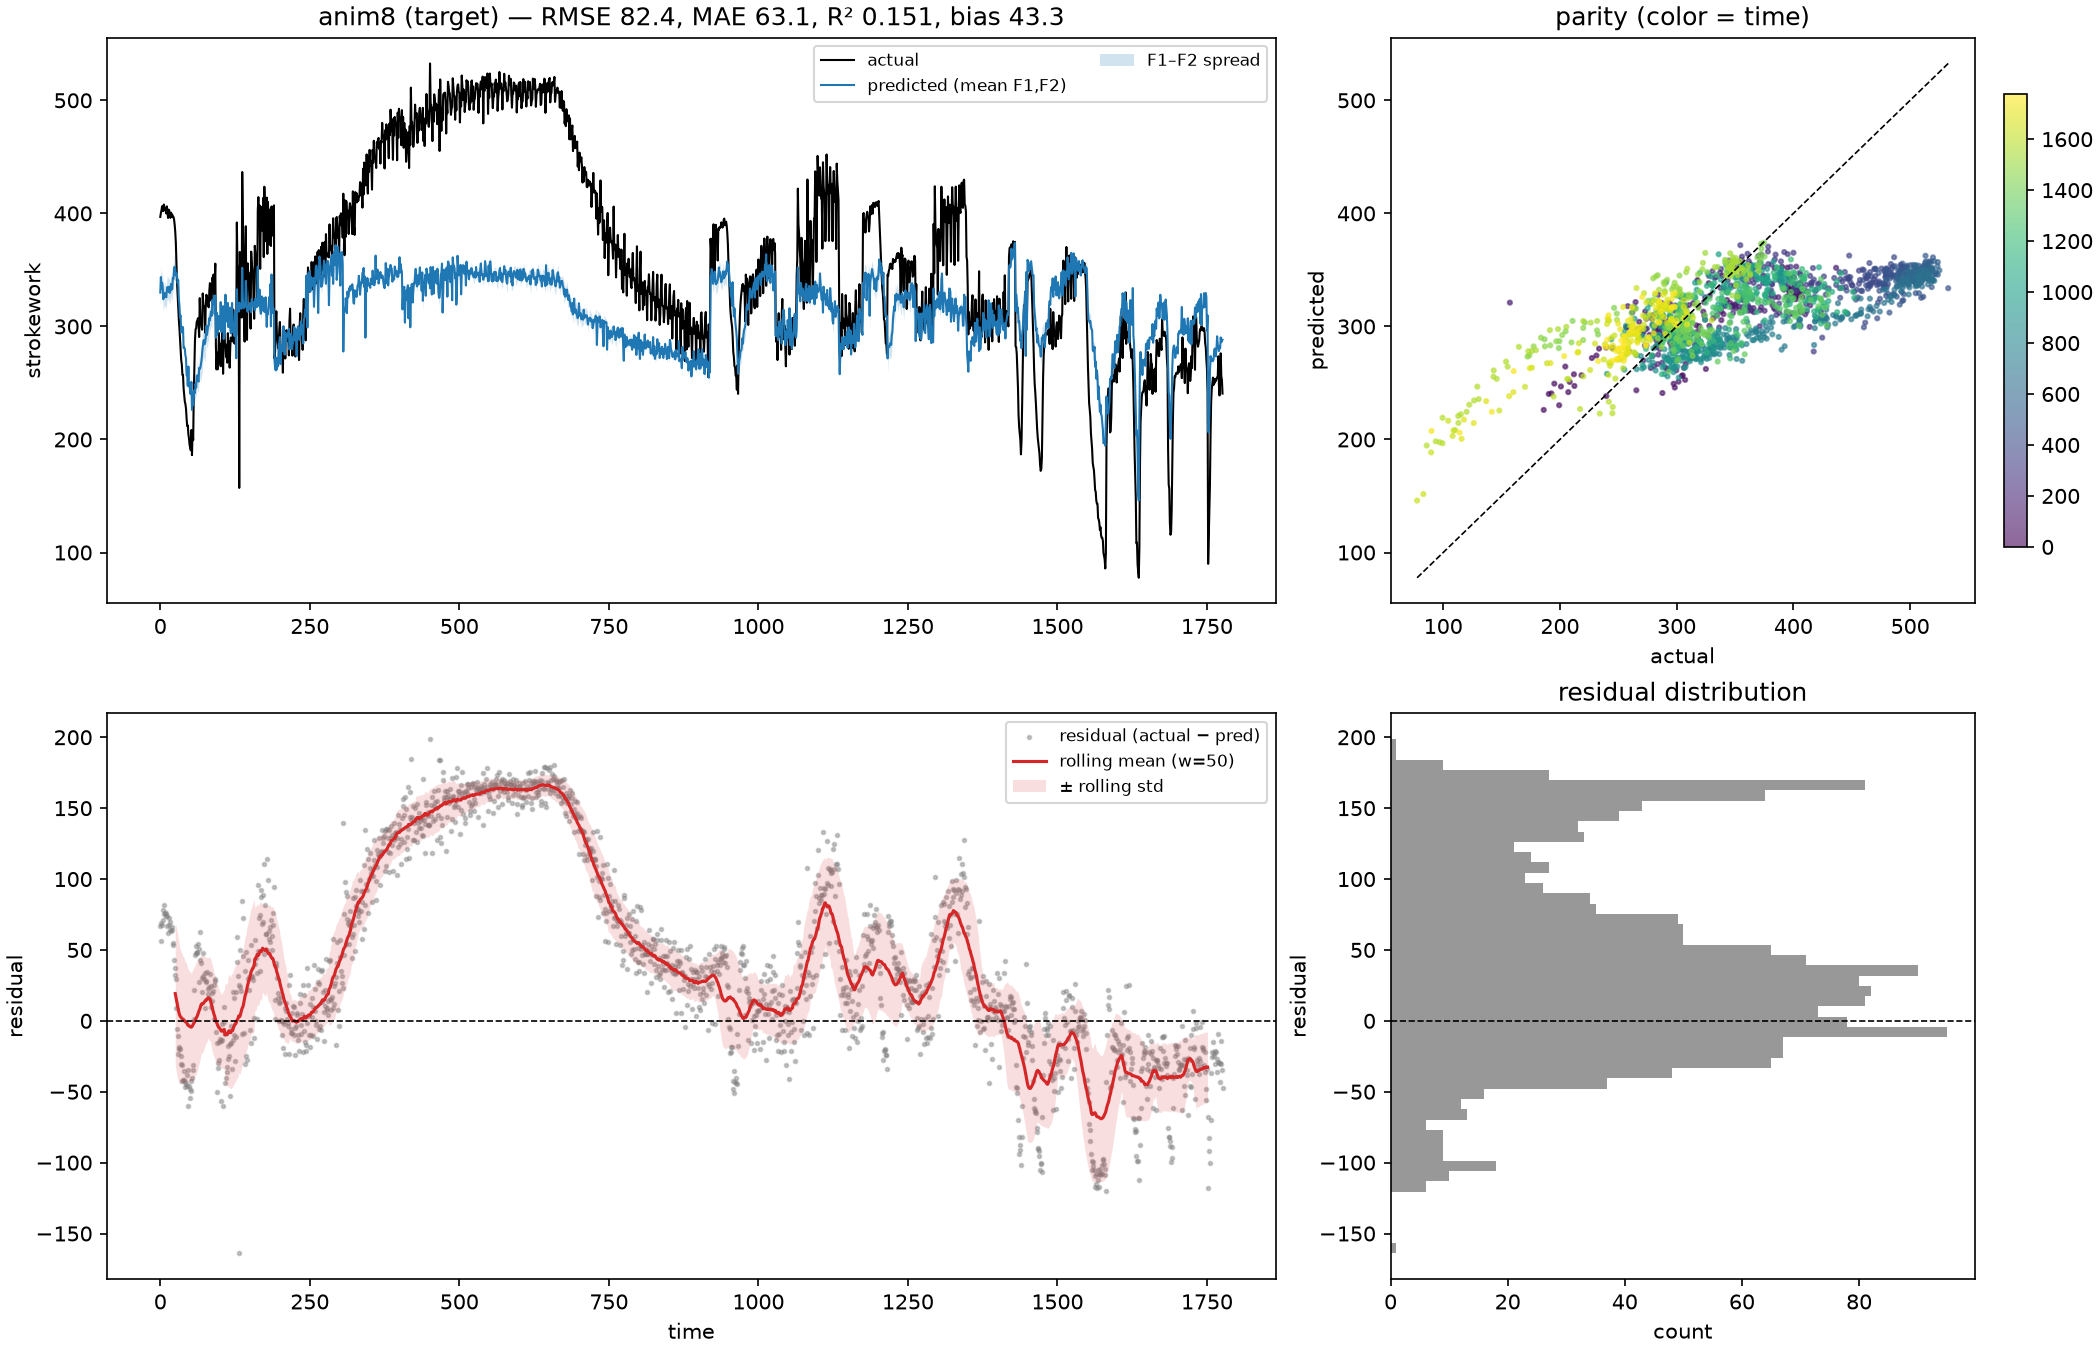 anim8 (target) — RMSE 82.4, MAE 63.1, R² 0.151, bias 43.3
actual
predicted (mean F1,F2)
F1–F2 spread
strokework
500
400
300
200
100
0 250 500 750 1000 1250 1500 1750
parity (color = time)
predicted
500
400
300
200
100
100 200 300 400 500
actual
1600
1400
1200
1000
800
600
400
200
0
residual (actual − pred)
rolling mean (w=50)
± rolling std
residual
200
150
100
50
0
−50
−100
−150
0 250 500 750 1000 1250 1500 1750
time
residual distribution
residual
200
150
100
50
0
−50
−100
−150
0 20 40 60 80
count